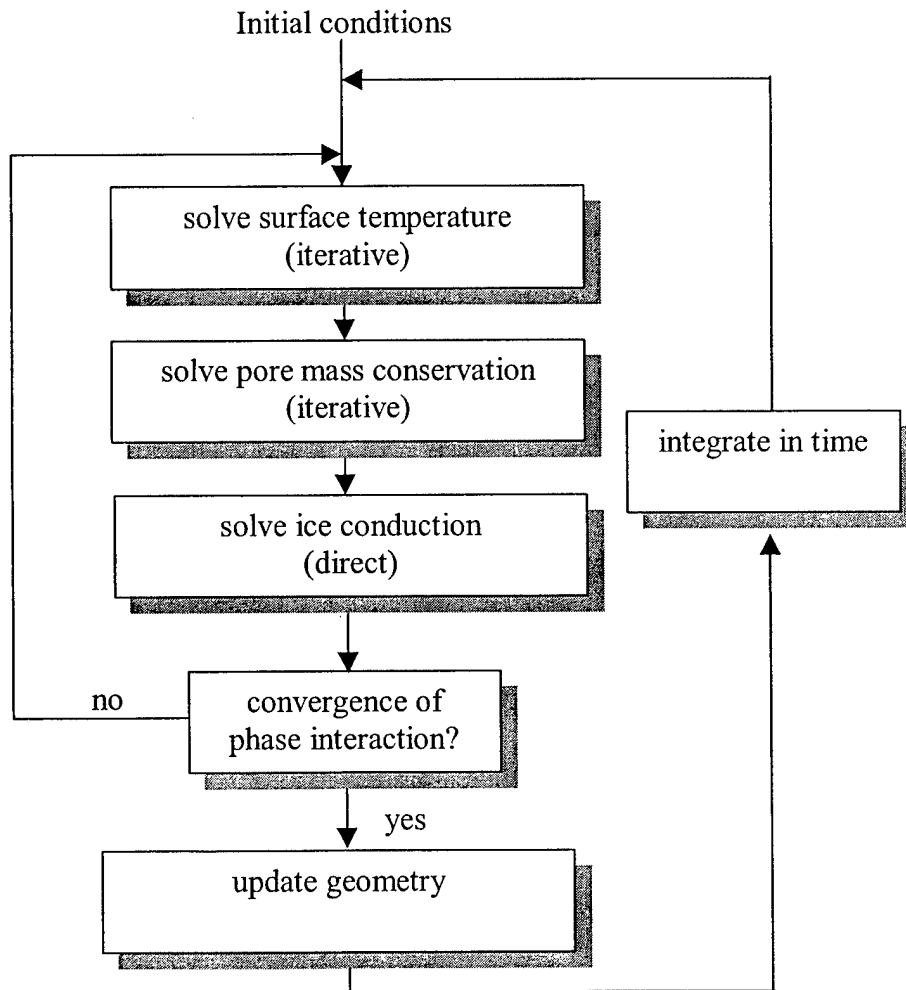 Initial conditions
solve surface temperature
(iterative)
solve pore mass conservation
(iterative)
integrate in time
solve ice conduction
(direct)
no
convergence of
phase interaction?
yes
update geometry